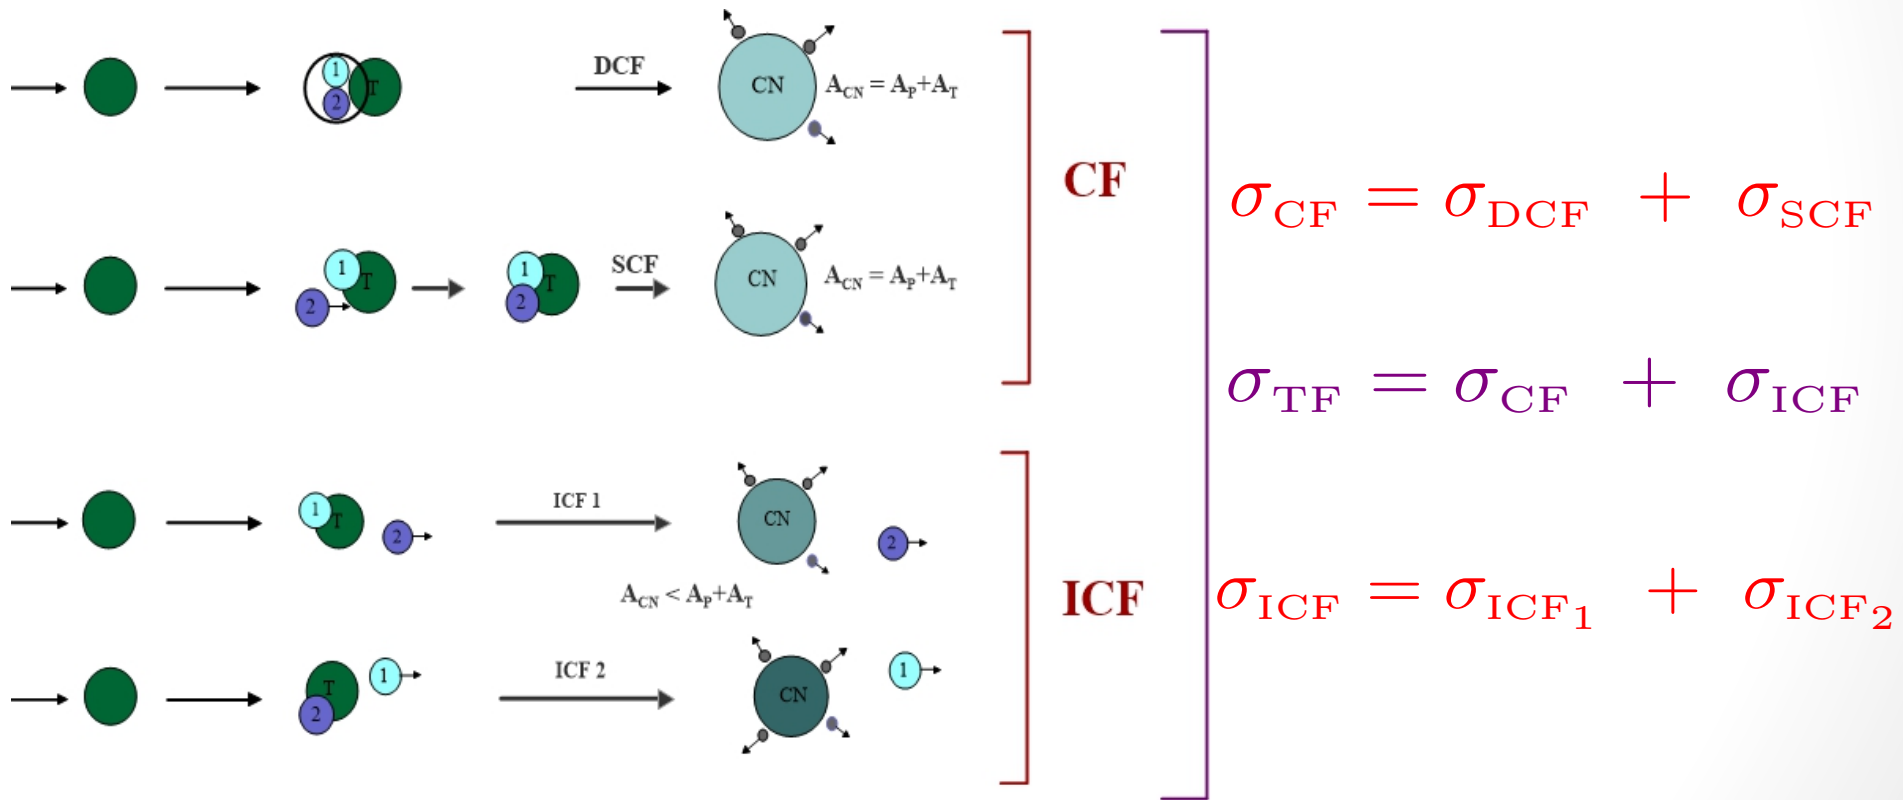 1
2
T
DCF
CN
A_CN = A_P+A_T
1
2
T
1
2
T
SCF
CN
A_CN = A_P+A_T
CF
σ_CF = σ_DCF + σ_SCF
σ_TF = σ_CF + σ_ICF
1
T
2
ICF 1
CN
2
A_CN < A_P+A_T
ICF
σ_ICF = σ_ICF_1 + σ_ICF_2
T
2
1
ICF 2
CN
1